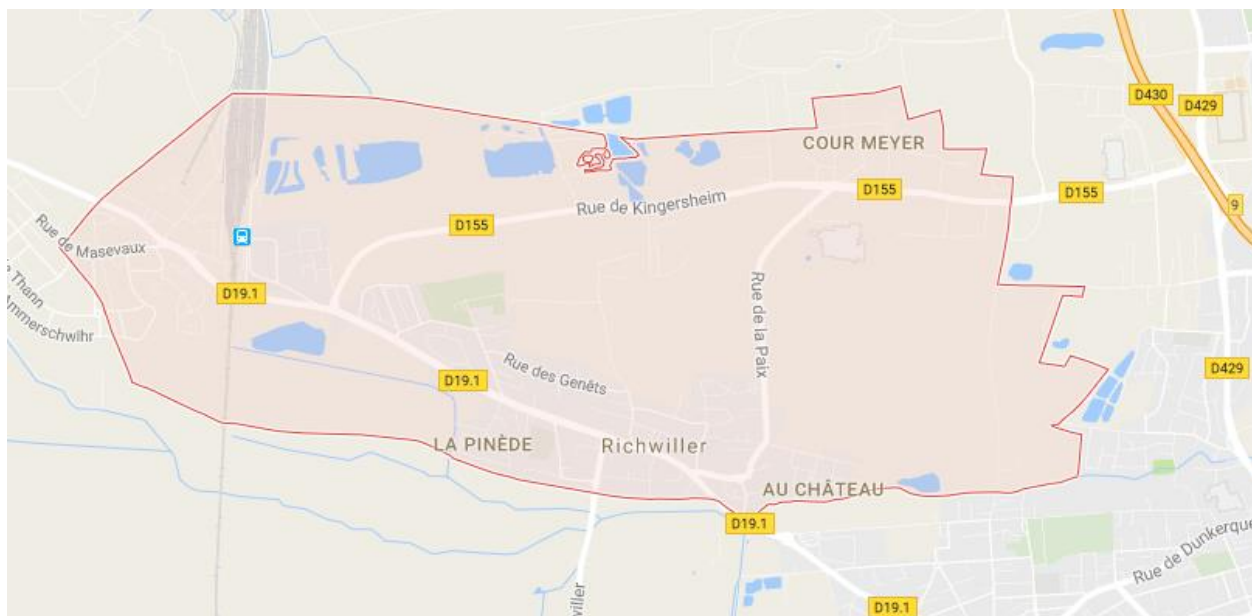 D430
D429
COUR MEYER
D155
D155
9
Rue de Kingersheim
D155
Rue de Masevaux
Thann
Ammerschwihr
D19.1
Rue de la Paix
Rue des Genêts
D19.1
D429
LA PINÈDE
Richwiller
AU CHÂTEAU
D19.1
Rue de Dunkerque
D19.1